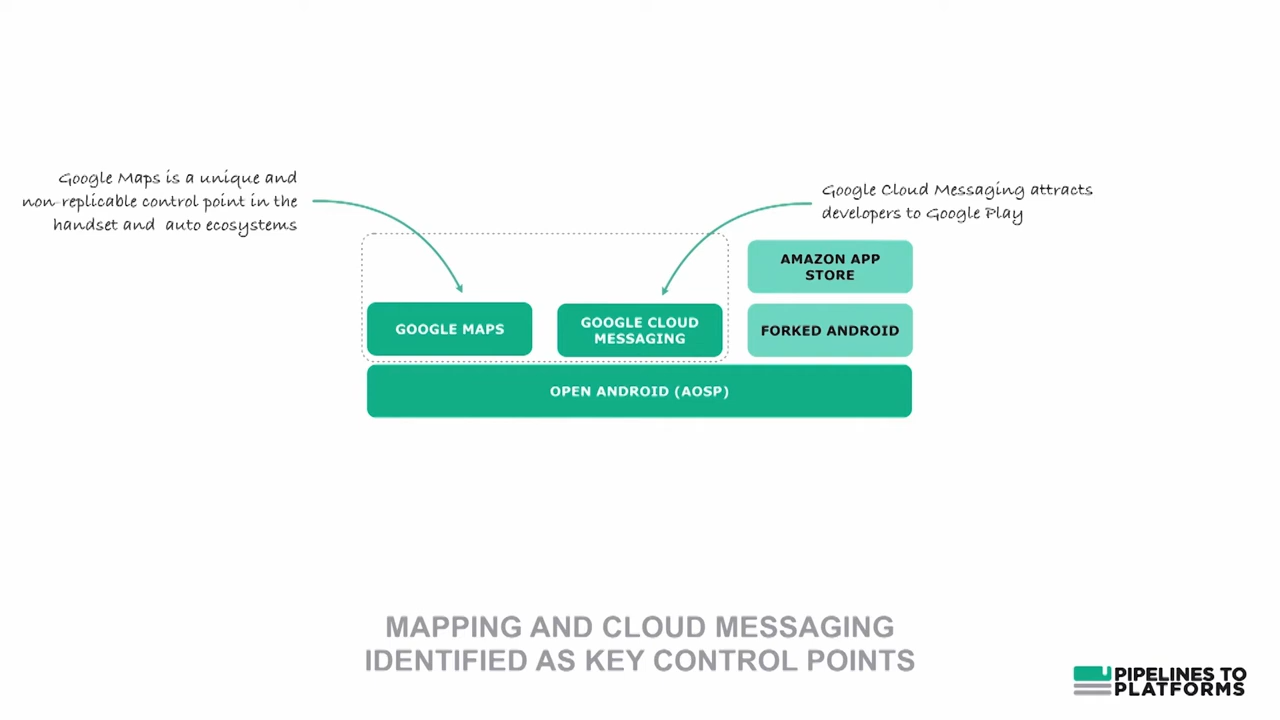 Google Maps is a unique and
non-replicable control point in the
handset and auto ecosystems
Google Cloud Messaging attracts
developers to Google Play
AMAZON APP
STORE
GOOGLE MAPS
GOOGLE CLOUD
MESSAGING
FORKED ANDROID
OPEN ANDROID (AOSP)
MAPPING AND CLOUD MESSAGING
IDENTIFIED AS KEY CONTROL POINTS
PIPELINES TO
PLATFORMS